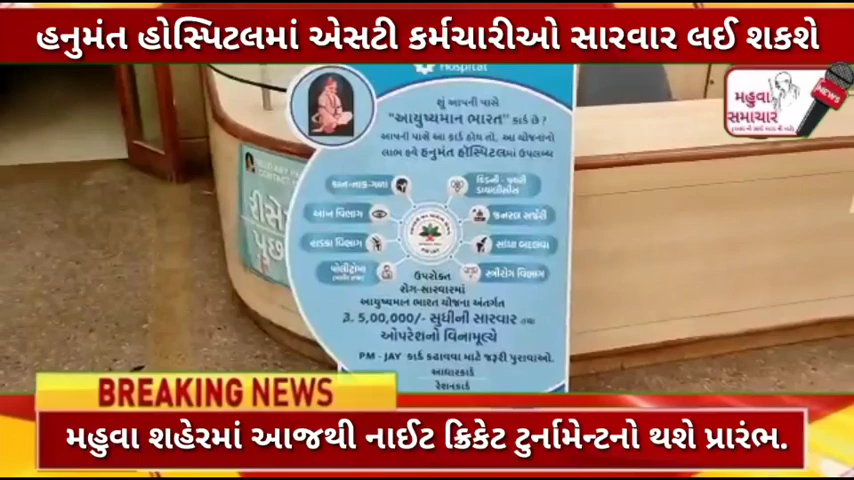 હનુમંત હોસ્પિટલમાં એસટી કર્મચારીઓ સારવાર લઈ શકશે
Hospital
મહુવા
સમાચાર
NEWS
શું આપની પાસે
"આયુષ્યમાન ભારત" કાર્ડ છે ?
આપની પાસે આ કાર્ડ હોય તો, આ યોજનાનો
લાભ હવે હનુમંત હૉસ્પિટલમાં ઉપલબ્ધ
કાન-નાક-ગળા
કિડની - પથરી
ડાયાલીસીસ
આંખ વિભાગ
જનરલ સર્જરી
હાડકા વિભાગ
સાંધા બદલવા
પોલીટ્રોમા
સ્ત્રીરોગ વિભાગ
PM-JAY
रीसे
પુછ
ઉપરોક્ત
રોગ-સારવારમાં
આયુષ્યમાન ભારત યોજના અંતર્ગત
રૂ. 5,00,000/- સુધીની સારવાર તથા
ઓપરેશનો વિનામૂલ્યે
PM - JAY કાર્ડ કઢાવવા માટે જરૂરી પુરાવાઓ.
આધારકાર્ડ
રેશનકાર્ડ
BREAKING NEWS
મહુવા શહેરમાં આજથી નાઈટ ક્રિકેટ ટુર્નામેન્ટનો થશે પ્રારંભ.